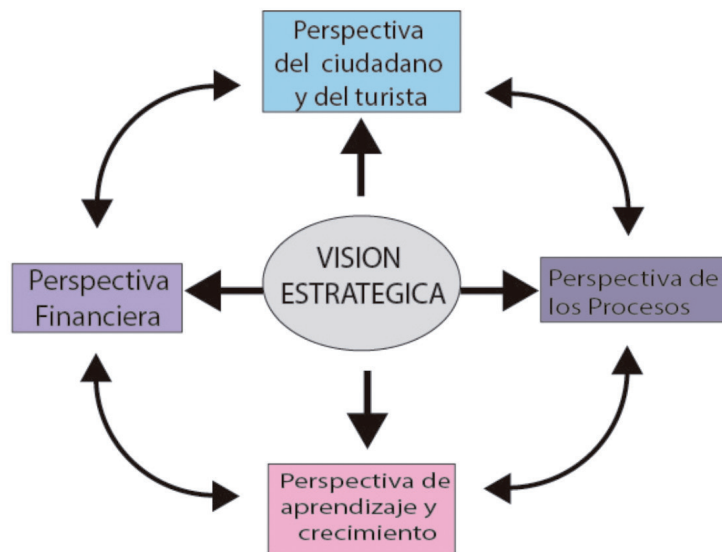 Perspectiva
del ciudadano
y del turista
Perspectiva
Financiera
VISION
ESTRATEGICA
Perspectiva de
los Procesos
Perspectiva de
aprendizaje y
crecimiento